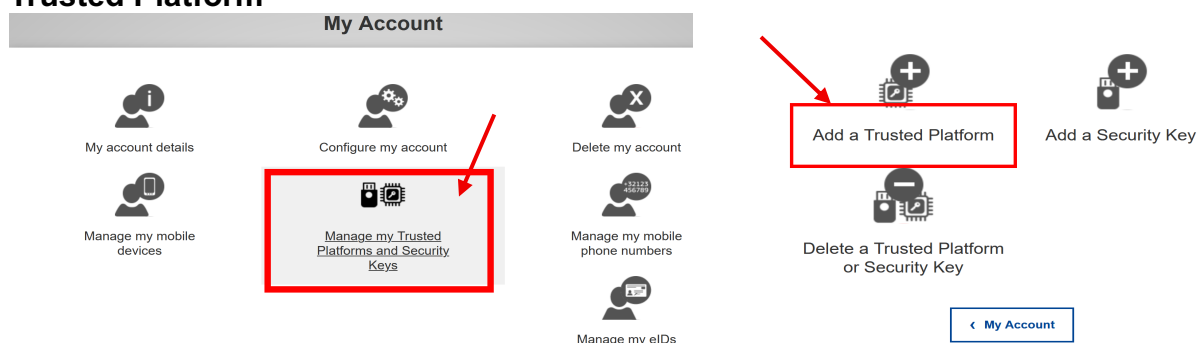 Trusted Platform
My Account
My account details
Configure my account
Delete my account
Manage my mobile
devices
Manage my Trusted
Platforms and Security
Keys
+32123
456789
Manage my mobile
phone numbers
Manage my eIDs
Add a Trusted Platform
Add a Security Key
Delete a Trusted Platform
or Security Key
‹ My Account